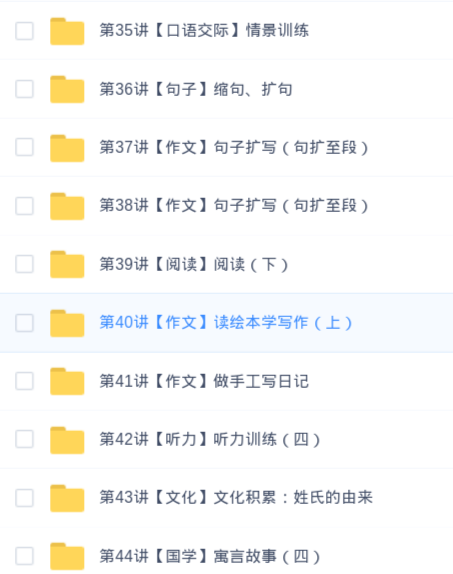 第35讲【口语交际】情景训练
第36讲【句子】缩句、扩句
第37讲【作文】句子扩写（句扩至段）
第38讲【作文】句子扩写（句扩至段）
第39讲【阅读】阅读（下）
第40讲【作文】读绘本学写作（上）
第41讲【作文】做手工写日记
第42讲【听力】听力训练（四）
第43讲【文化】文化积累：姓氏的由来
第44讲【国学】寓言故事（四）